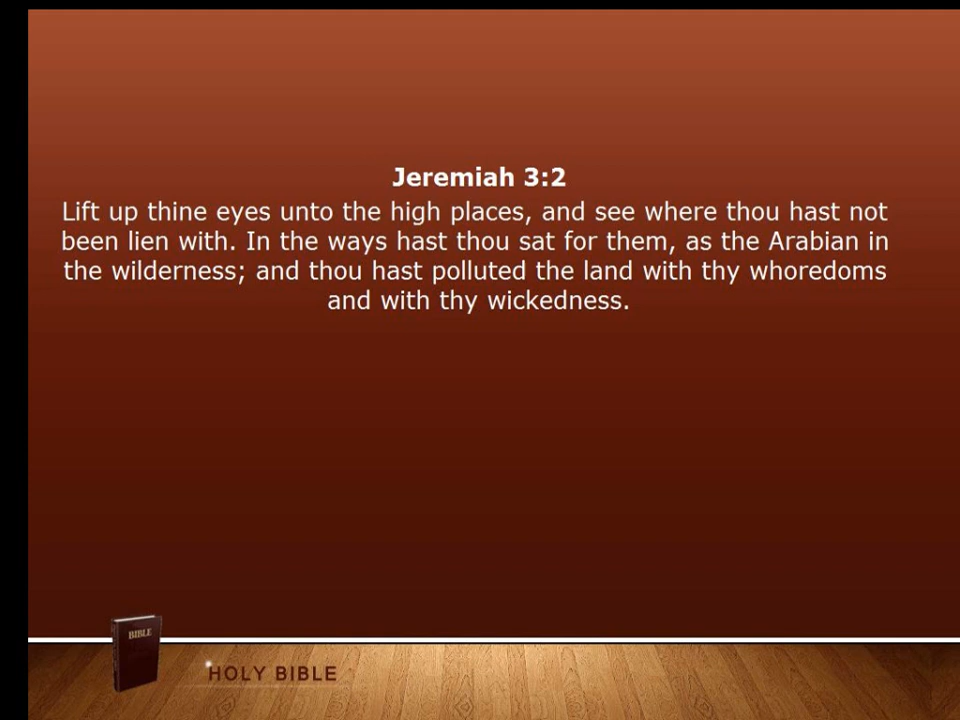 Jeremiah 3:2
Lift up thine eyes unto the high places, and see where thou hast not
been lien with. In the ways hast thou sat for them, as the Arabian in
the wilderness; and thou hast polluted the land with thy whoredoms
and with thy wickedness.
BIBLE
HOLY BIBLE